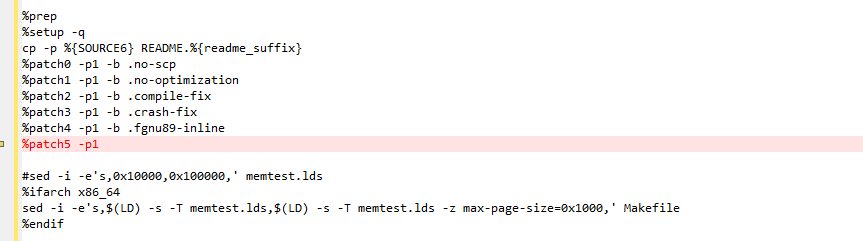 %prep
%setup -q
cp -p %{SOURCE6} README.%{readme_suffix}
%patch0 -p1 -b .no-scp
%patch1 -p1 -b .no-optimization
%patch2 -p1 -b .compile-fix
%patch3 -p1 -b .crash-fix
%patch4 -p1 -b .fgnu89-inline
%patch5 -p1
#sed -i -e's,0x10000,0x100000,' memtest.lds
%ifarch x86_64
sed -i -e's,$(LD) -s -T memtest.lds,$(LD) -s -T memtest.lds -z max-page-size=0x1000,' Makefile
%endif